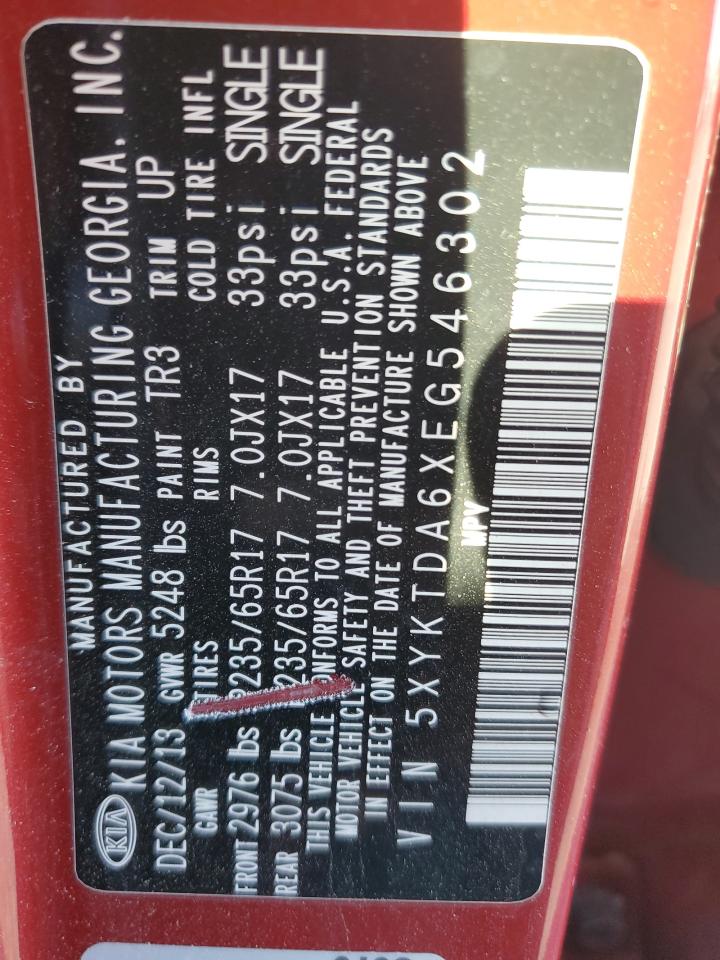 MANUFACTURED BY
KIA KIA MOTORS MANUFACTURING GEORGIA, INC.
DEC/12/13 GVWR 5248 lbs PAINT TR3 TRIM UP
GAWR TIRES RIMS COLD TIRE INFL
FRONT 2976 lbs P235/65R17 7.0JX17 33psi SINGLE
REAR 3075 lbs 235/65R17 7.0JX17 33psi SINGLE
THIS VEHICLE CONFORMS TO ALL APPLICABLE U.S.A. FEDERAL
MOTOR VEHICLE SAFETY AND THEFT PREVENTION STANDARDS
IN EFFECT ON THE DATE OF MANUFACTURE SHOWN ABOVE
VIN 5XYKTDA6XEG546302
MPV